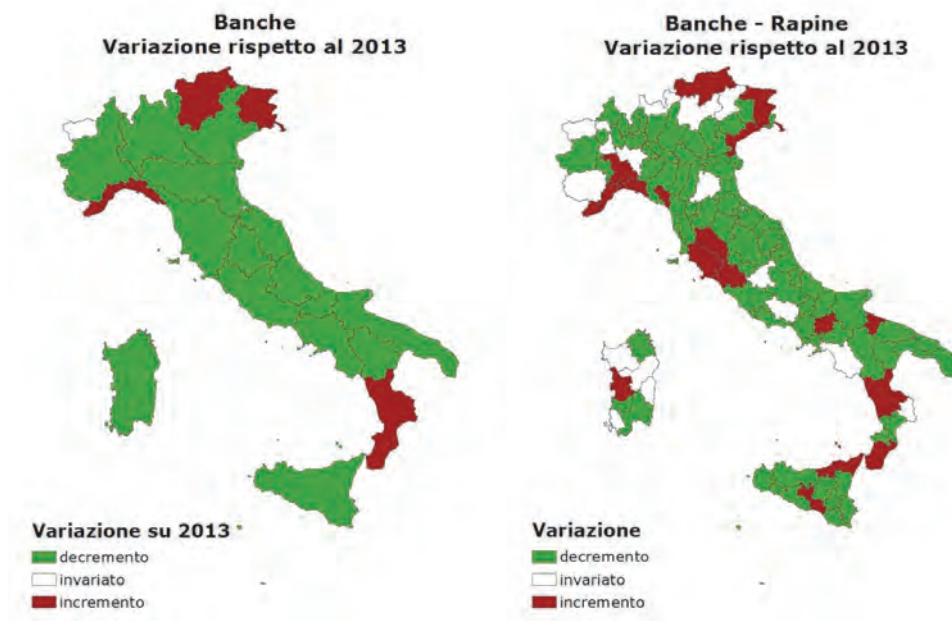 Banche
Variazione rispetto al 2013
Variazione su 2013
decremento
invariato
incremento
Banche - Rapine
Variazione rispetto al 2013
Variazione
decremento
invariato
incremento